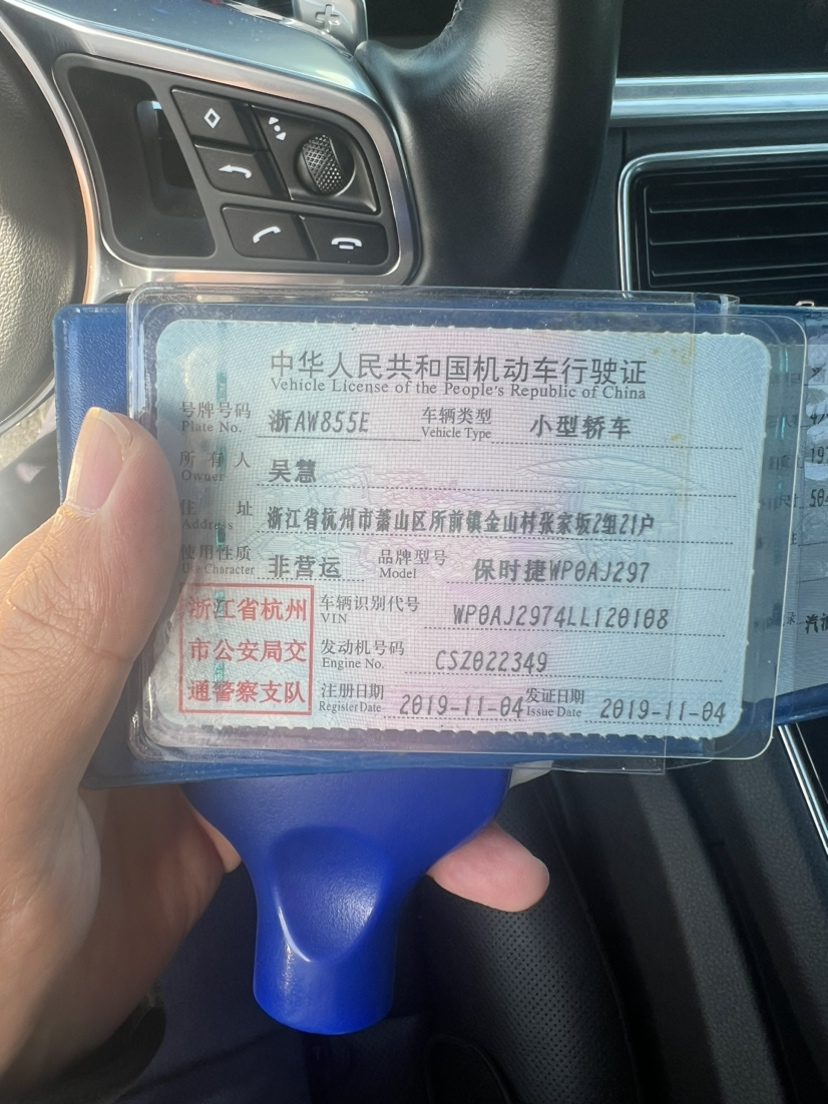 中华人民共和国机动车行驶证
Vehicle License of the People's Republic of China
号牌号码 浙AW855E 车辆类型 小型轿车
Plate No. Vehicle Type
所有人 吴慧
Owner
住址 浙江省杭州市萧山区所前镇金山村张家坂2组21户
Address
使用性质 非营运 品牌型号 保时捷WP0AJ297
Use Character Model
浙江省杭州
市公安局交
通警察支队
车辆识别代号 WP0AJ2974LL120108
VIN
发动机号码 CSZ022349
Engine No.
注册日期 2019-11-04 发证日期 2019-11-04
Register Date Issue Date